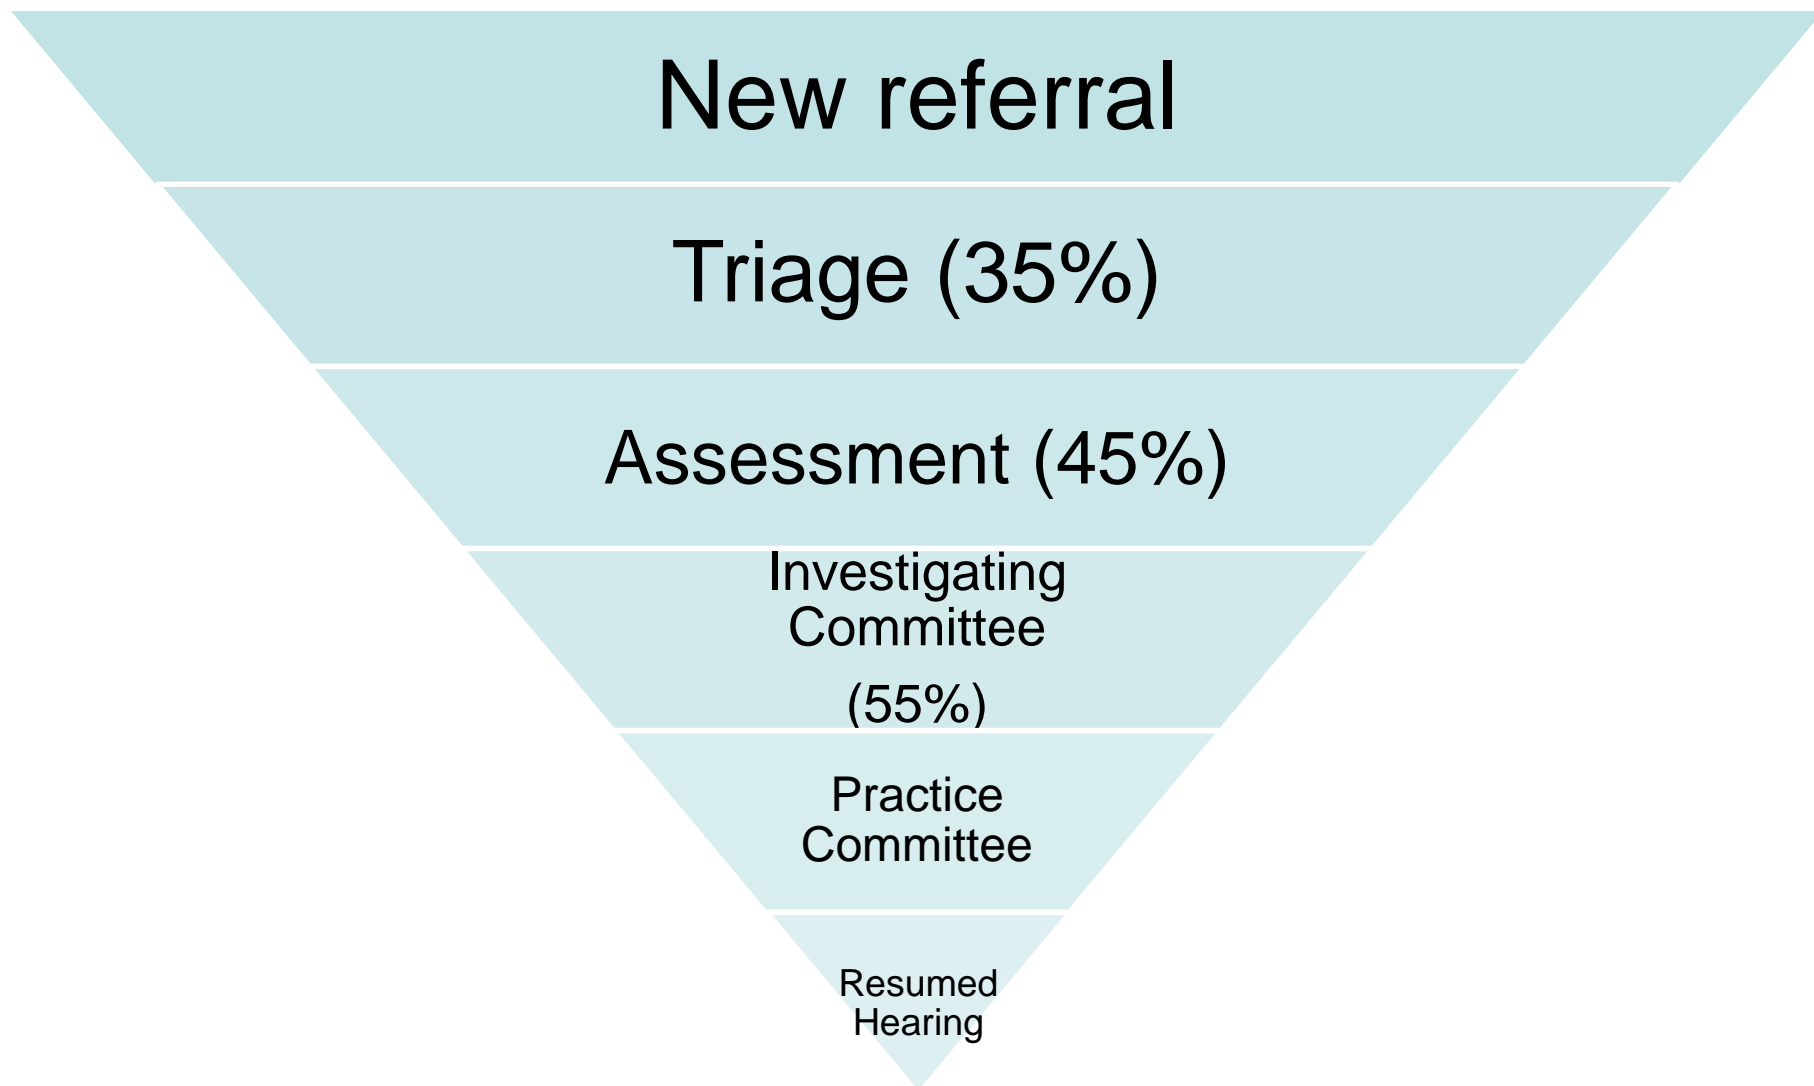 New referral
Triage (35%)
Assessment (45%)
Investigating
Committee
(55%)
Practice
Committee
Resumed
Hearing